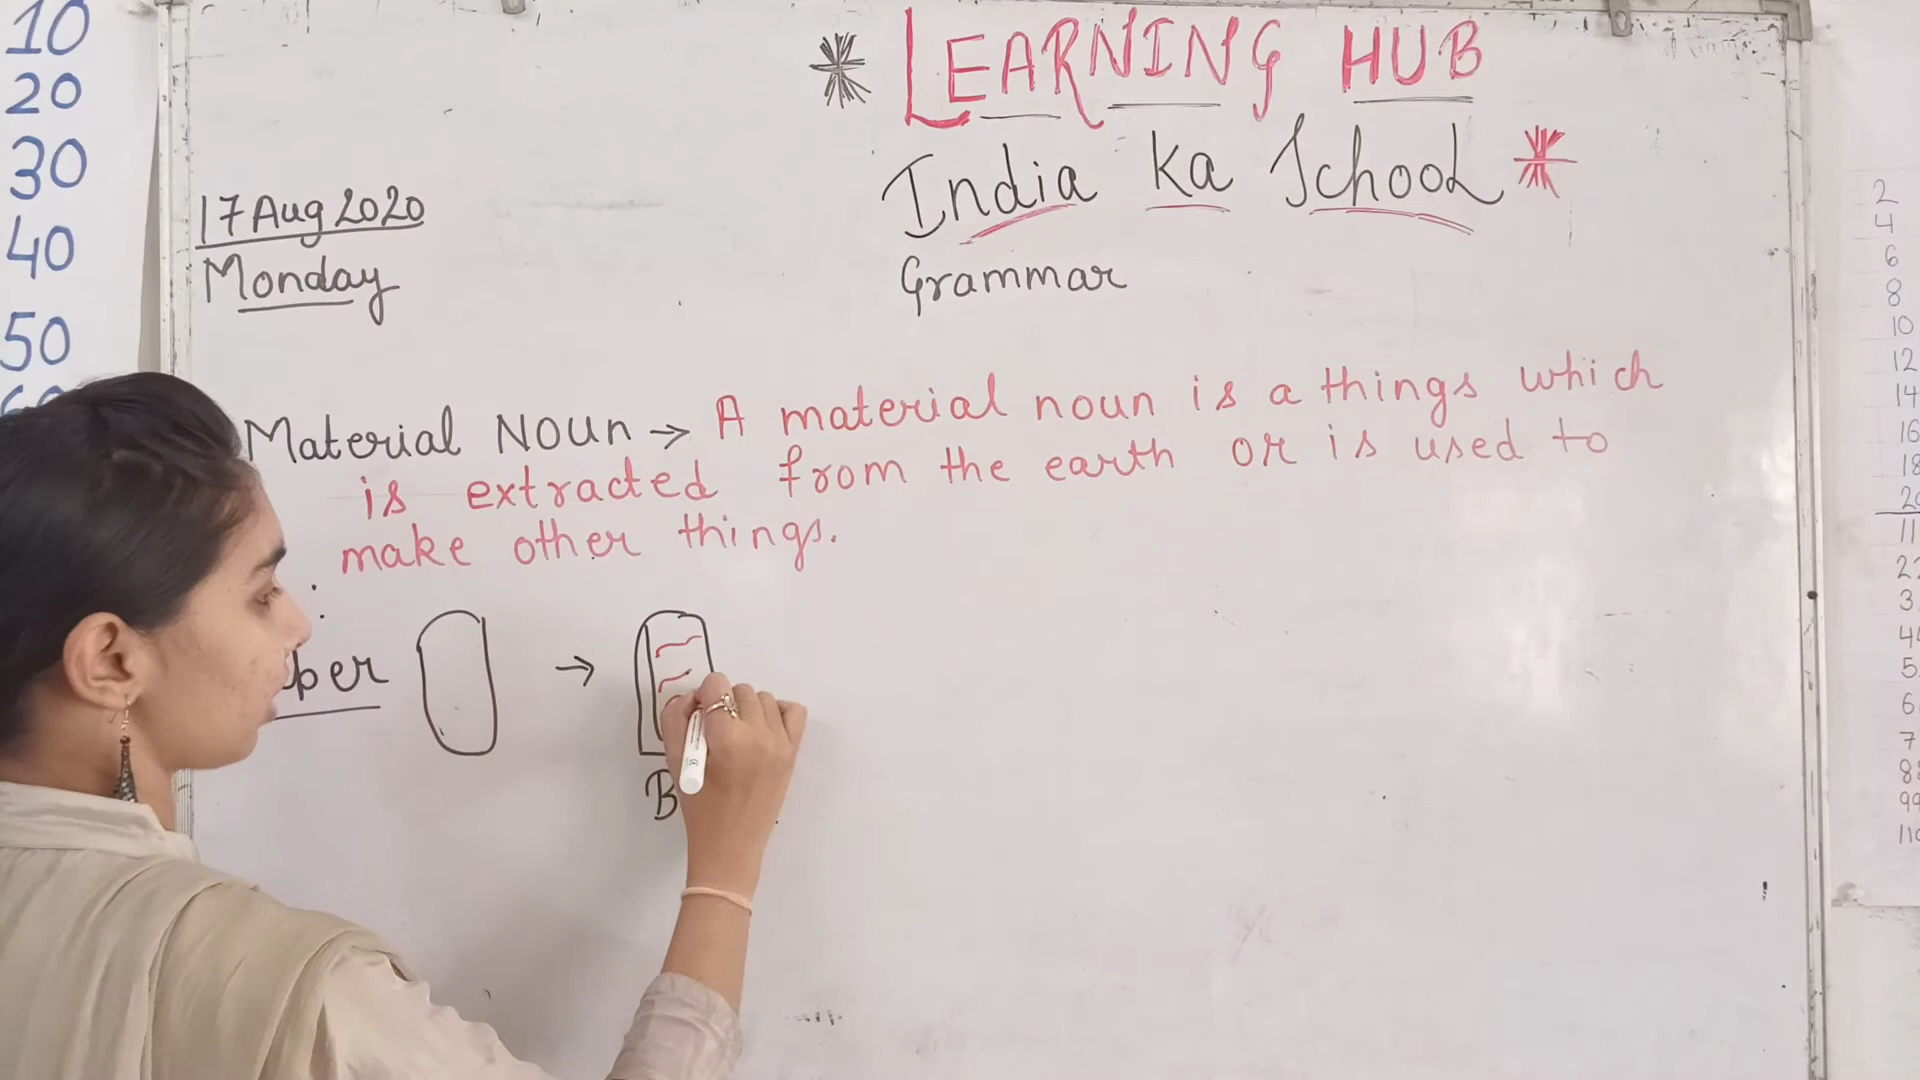 10
20
30
40
50
* LEARNING HUB
India ka School *
17 Aug 2020
Monday
Grammar
Material NOUN → A material noun is a things which
is extracted from the earth or is used to
make other things.
→
B
2
4
6
8
10
12
14
16
18
20
11